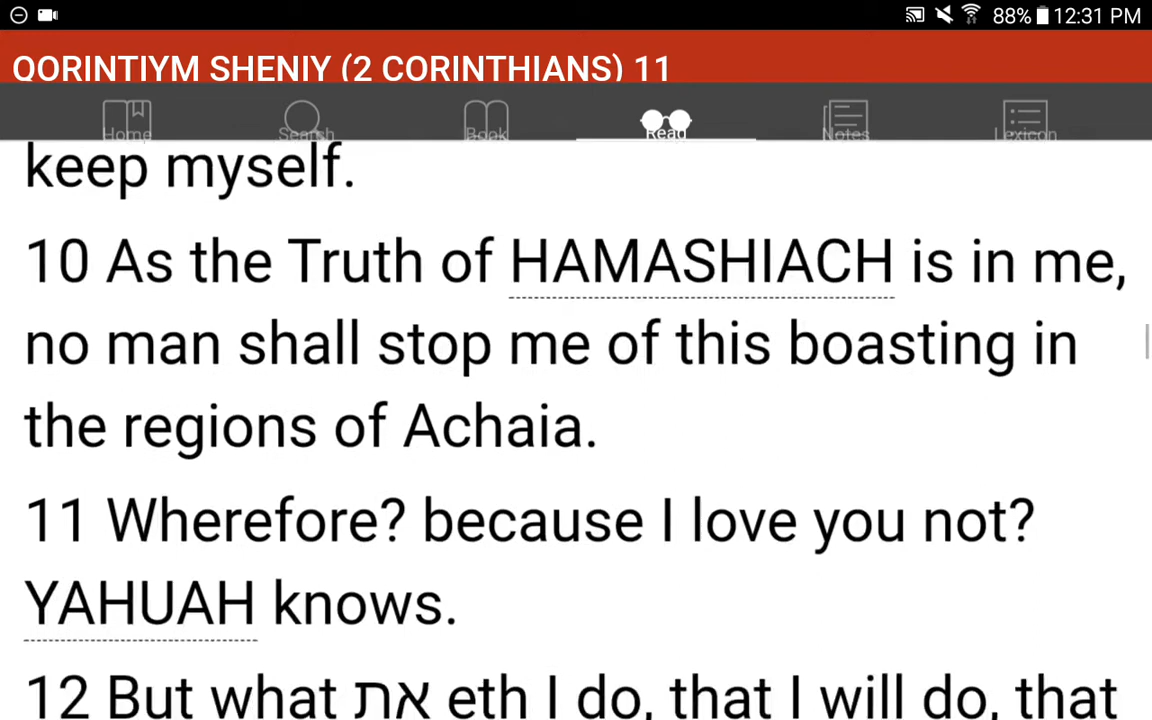 88% 12:31 PM
QORINTIYM SHENIY (2 CORINTHIANS) 11
Home Search Book Read Notes Lexicon
keep myself.
10 As the Truth of HAMASHIACH is in me,
no man shall stop me of this boasting in
the regions of Achaia.
11 Wherefore? because I love you not?
YAHUAH knows.
12 But what את eth I do, that I will do, that